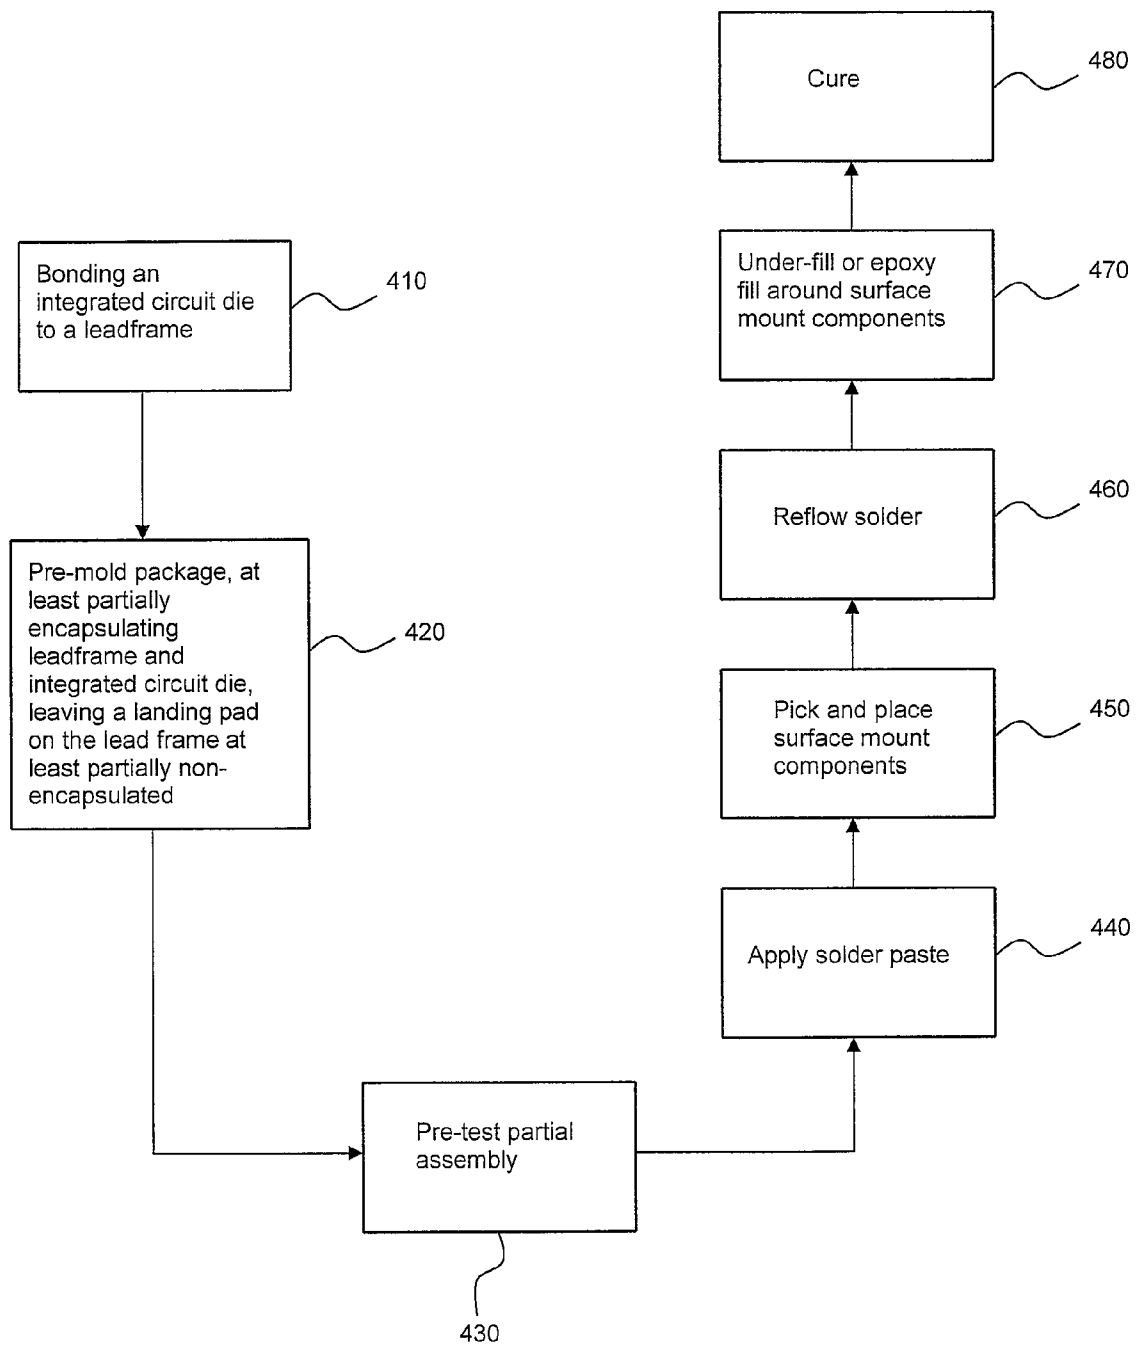 Bonding an
integrated circuit die
to a leadframe
410
Pre-mold package, at
least partially
encapsulating
leadframe and
integrated circuit die,
leaving a landing pad
on the lead frame at
least partially non-
encapsulated
420
Pre-test partial
assembly
430
Apply solder paste
440
Pick and place
surface mount
components
450
Reflow solder
460
Under-fill or epoxy
fill around surface
mount components
470
Cure
480